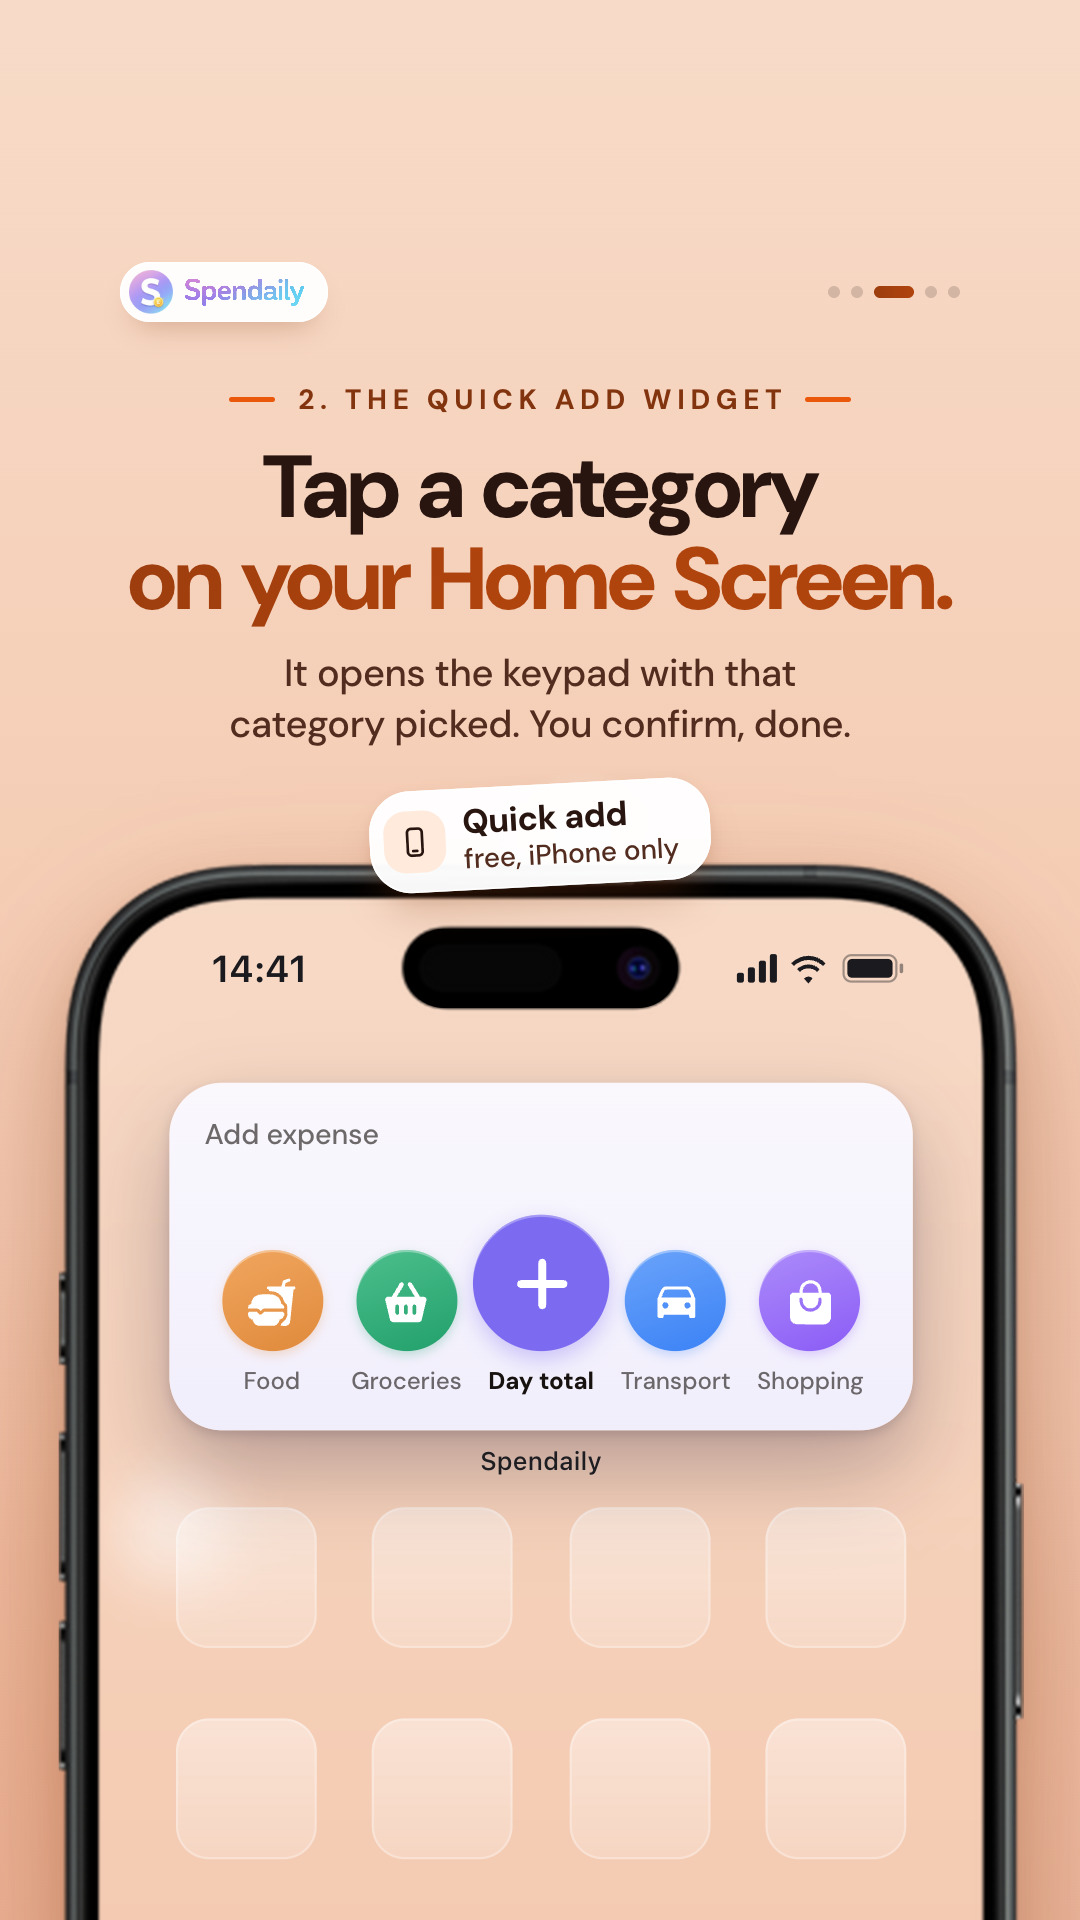 Spendaily
2. THE QUICK ADD WIDGET
Tap a category
on your Home Screen.
It opens the keypad with that
category picked. You confirm, done.
Quick add
free, iPhone only
14:41
Add expense
Food
Groceries
Day total
Transport
Shopping
Spendaily